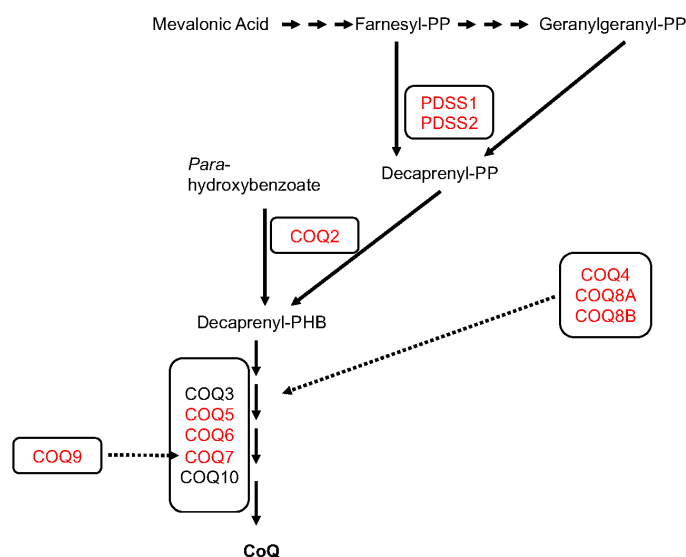 Mevalonic Acid
Farnesyl-PP
Geranylgeranyl-PP
PDSS1
PDSS2
Para-
hydroxybenzoate
Decaprenyl-PP
COQ2
COQ4
COQ8A
COQ8B
Decaprenyl-PHB
COQ3
COQ5
COQ6
COQ7
COQ10
COQ9
CoQ